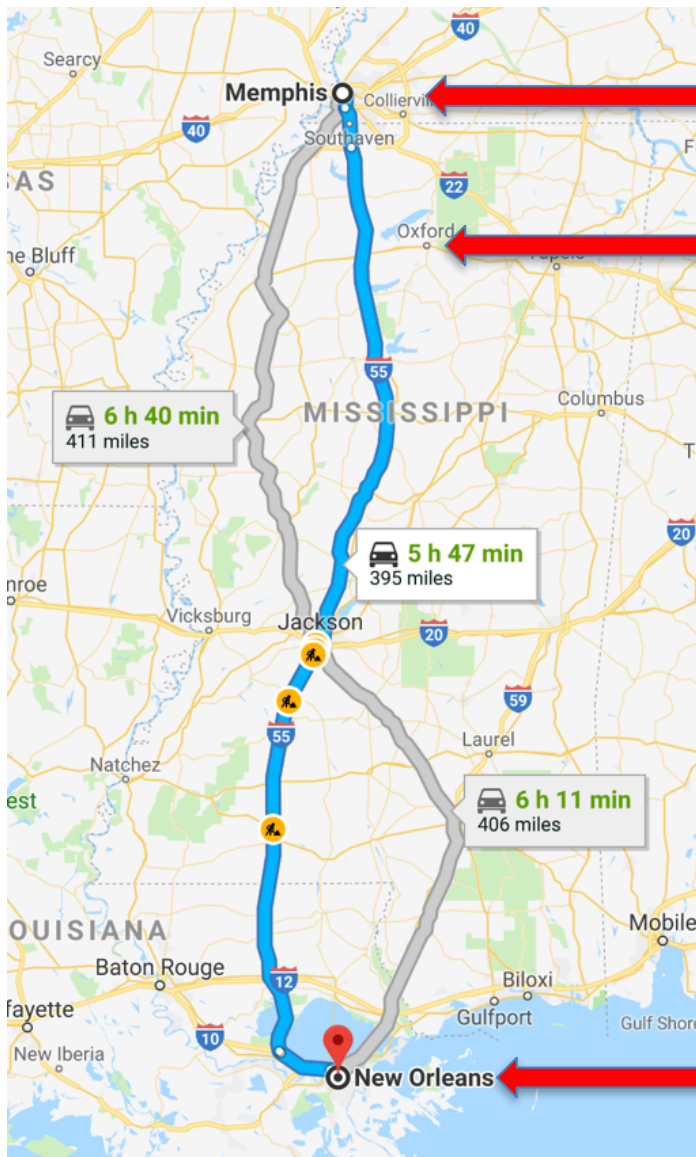 40
Searcy
Memphis
Collierville
40
Southaven
AS
22
F
Oxford
Tupelo
ne Bluff
55
Columbus
6 h 40 min
411 miles
MISSISSIPPI
T
20
5 h 47 min
395 miles
nroe
Vicksburg
Jackson
20
59
55
Laurel
Natchez
6 h 11 min
406 miles
est
OUISIANA
Mobile
Baton Rouge
12
Biloxi
fayette
Gulfport
Gulf Shore
10
New Iberia
New Orleans